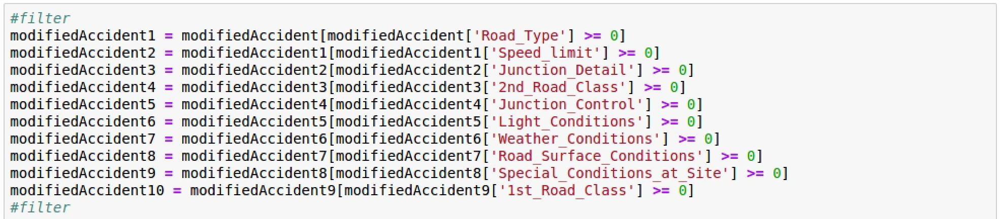 #filter
modifiedAccident1 = modifiedAccident[modifiedAccident['Road_Type'] >= 0]
modifiedAccident2 = modifiedAccident1[modifiedAccident1['Speed_limit'] >= 0]
modifiedAccident3 = modifiedAccident2[modifiedAccident2['Junction_Detail'] >= 0]
modifiedAccident4 = modifiedAccident3[modifiedAccident3['2nd_Road_Class'] >= 0]
modifiedAccident5 = modifiedAccident4[modifiedAccident4['Junction_Control'] >= 0]
modifiedAccident6 = modifiedAccident5[modifiedAccident5['Light_Conditions'] >= 0]
modifiedAccident7 = modifiedAccident6[modifiedAccident6['Weather_Conditions'] >= 0]
modifiedAccident8 = modifiedAccident7[modifiedAccident7['Road_Surface_Conditions'] >= 0]
modifiedAccident9 = modifiedAccident8[modifiedAccident8['Special_Conditions_at_Site'] >= 0]
modifiedAccident10 = modifiedAccident9[modifiedAccident9['1st_Road_Class'] >= 0]
#filter